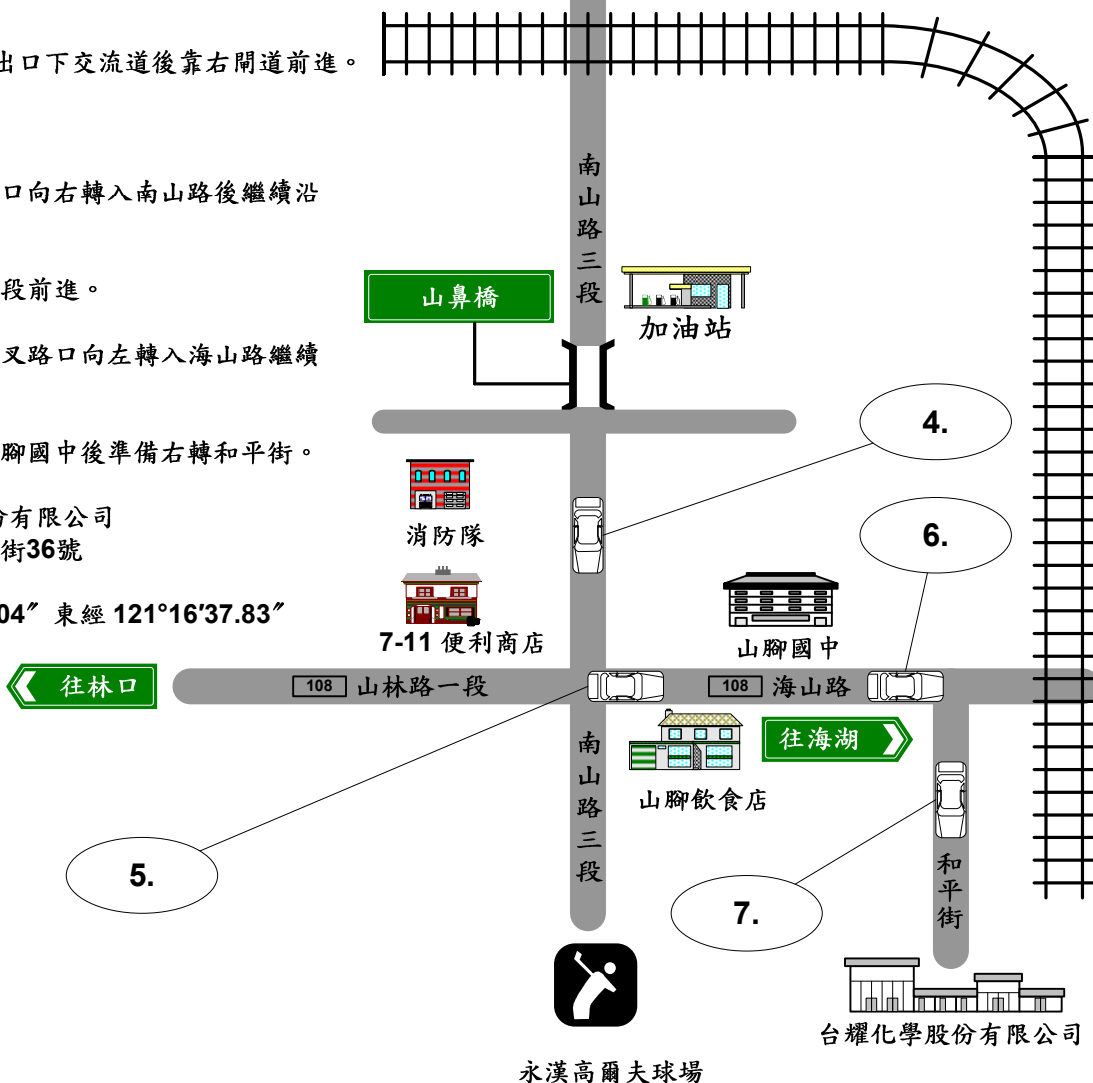 出口下交流道後靠右閘道前進。
口向右轉入南山路後繼續沿
段前進。
叉路口向左轉入海山路繼續
腳國中後準備右轉和平街。
有限公司
街36號
04″ 東經 121°16'37.83″
南山路三段
山鼻橋
加油站
4.
消防隊
6.
7-11 便利商店
山腳國中
往林口
108 山林路一段
108 海山路
往海湖
山腳飲食店
南山路三段
5.
7.
和平街
台耀化學股份有限公司
永漢高爾夫球場